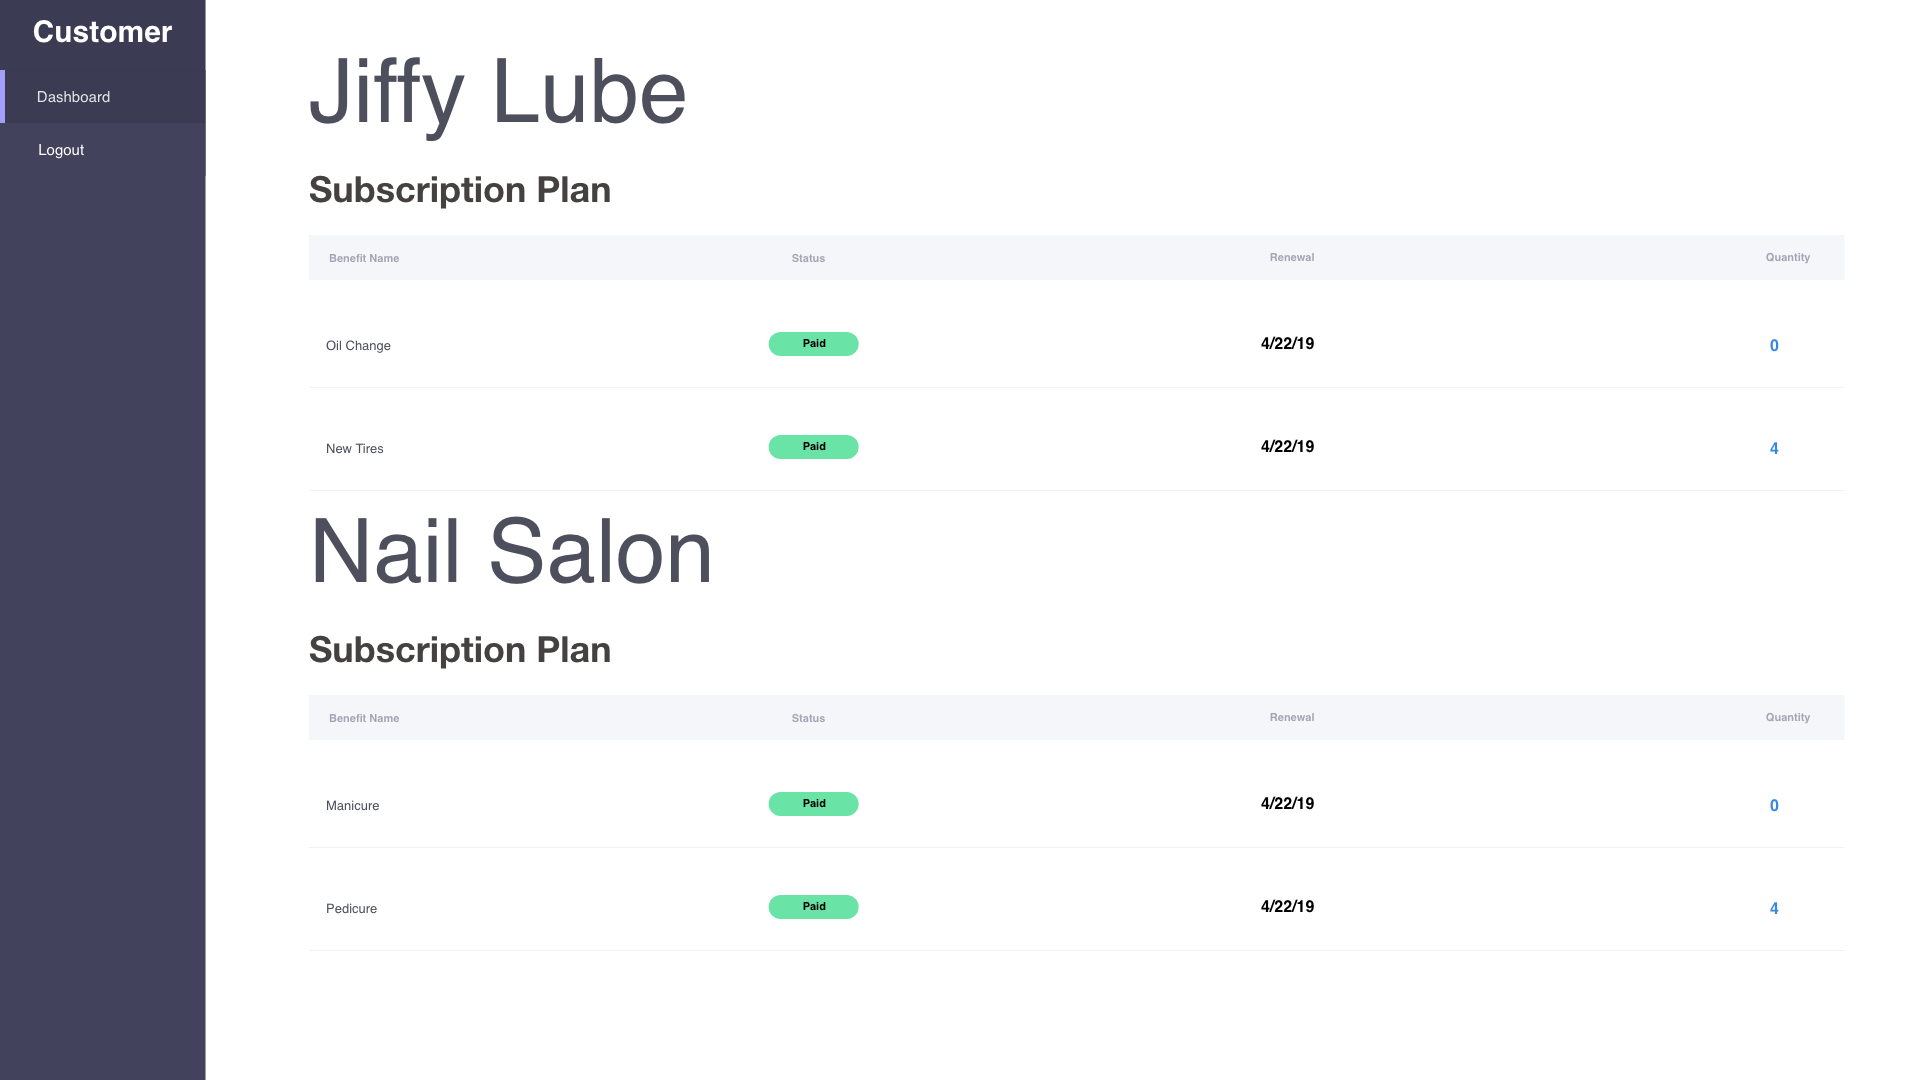 Customer
Dashboard
Logout
Jiffy Lube
Subscription Plan
Benefit Name Status Renewal Quantity
Oil Change Paid 4/22/19 0
New Tires Paid 4/22/19 4
Nail Salon
Subscription Plan
Benefit Name Status Renewal Quantity
Manicure Paid 4/22/19 0
Pedicure Paid 4/22/19 4